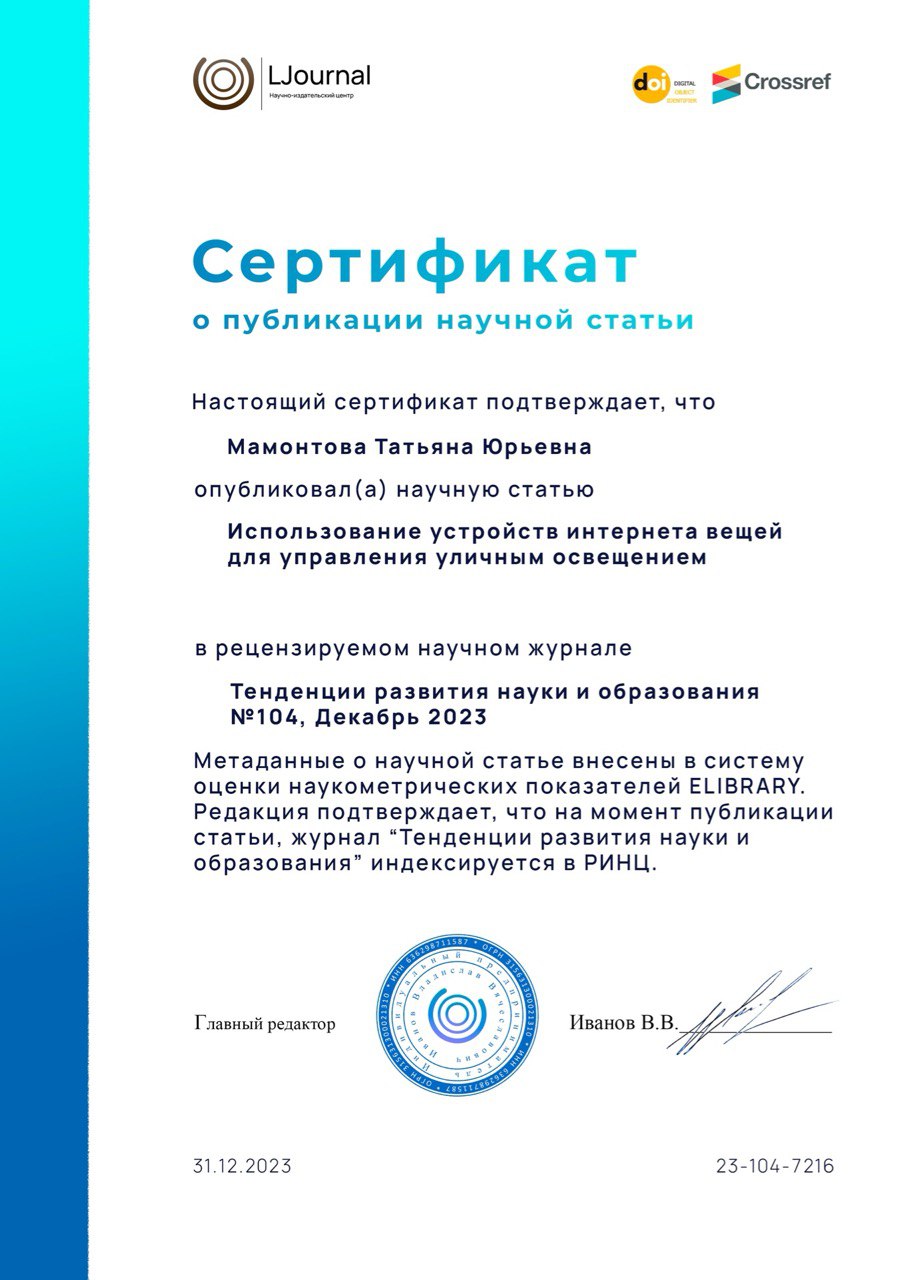 LJournal
Научно-издательский центр
doi DIGITAL
OBJECT
IDENTIFIER
Crossref
Сертификат
о публикации научной статьи
Настоящий сертификат подтверждает, что
Мамонтова Татьяна Юрьевна
опубликовал(а) научную статью
Использование устройств интернета вещей
для управления уличным освещением
в рецензируемом научном журнале
Тенденции развития науки и образования
№104, Декабрь 2023
Метаданные о научной статье внесены в систему
оценки наукометрических показателей ELIBRARY.
Редакция подтверждает, что на момент публикации
статьи, журнал “Тенденции развития науки и
образования” индексируется в РИНЦ.
Главный редактор
* ИНН 636298711587 * ОГРН 315631300021310 * ИНН 636298711587 * ОГРН 315631300021310
Индивидуальный предприниматель
Иванов Владислав Вячеславович
Иванов В.В.
31.12.2023
23-104-7216